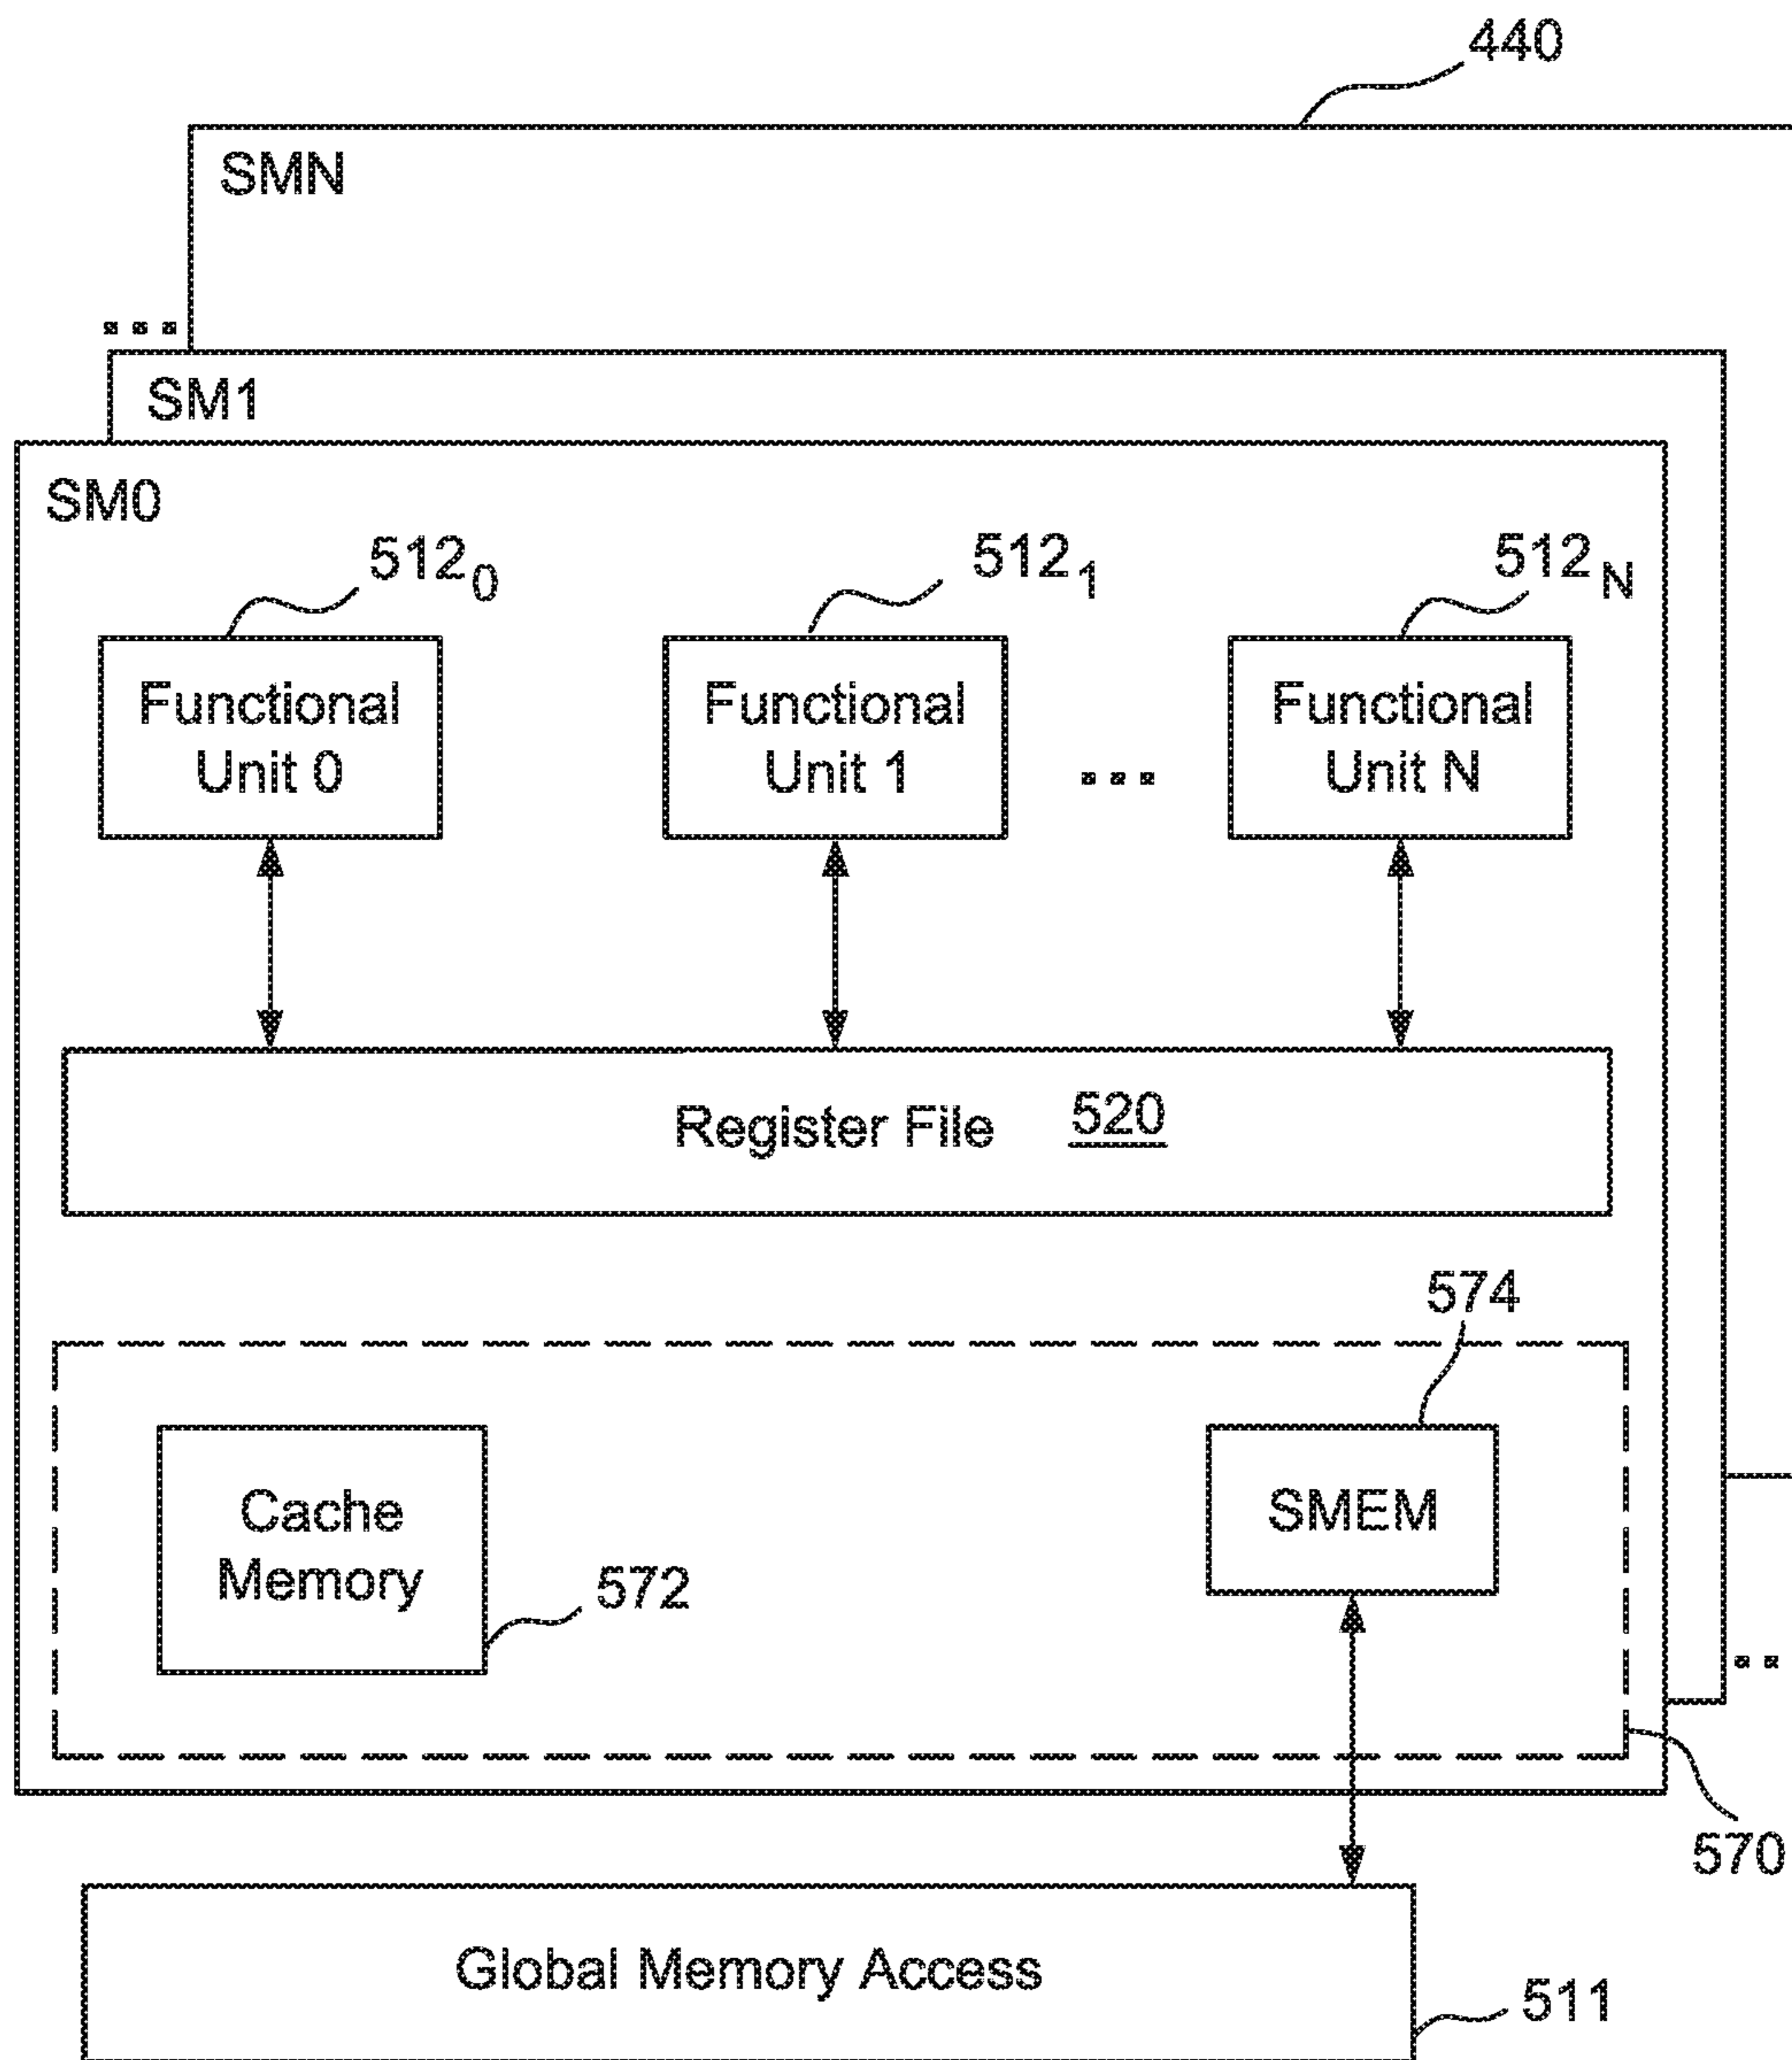 440
SMN
...
SM1
SM0
512₀
512₁
512N
Functional
Unit 0
Functional
Unit 1
...
Functional
Unit N
Register File 520
574
Cache
Memory
572
SMEM
..
570
Global Memory Access
511